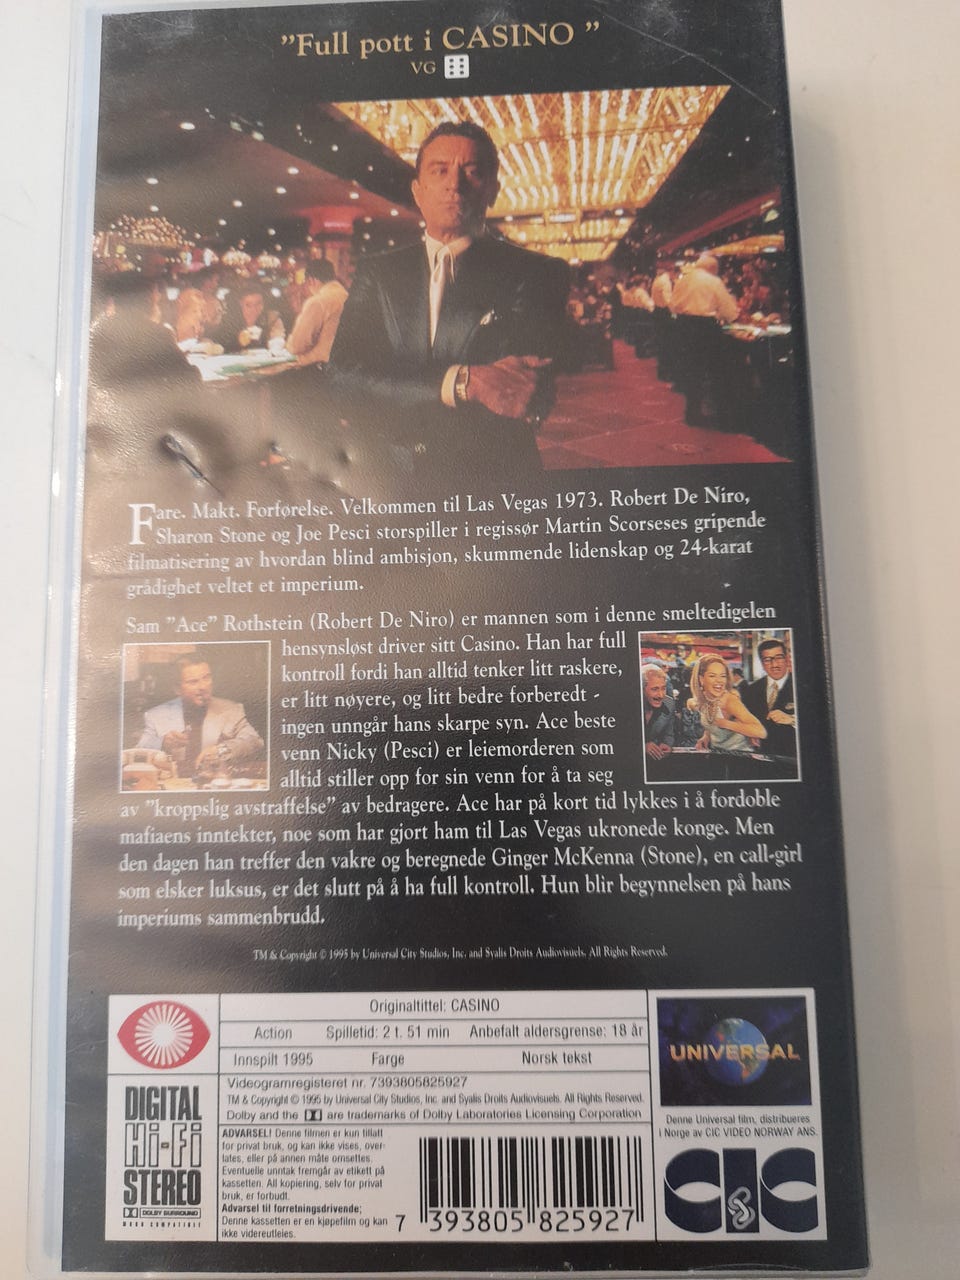 "Full pott i CASINO "
VG
Fare. Makt. Forførelse. Velkommen til Las Vegas 1973. Robert De Niro,
Sharon Stone og Joe Pesci storspiller i regissør Martin Scorseses gripende
filmatisering av hvordan blind ambisjon, skummende lidenskap og 24-karat
grådighet veltet et imperium.
Sam "Ace" Rothstein (Robert De Niro) er mannen som i denne smeltedigelen
hensynsløst driver sitt Casino. Han har full
kontroll fordi han alltid tenker litt raskere,
er litt nøyere, og litt bedre forberedt -
ingen unngår hans skarpe syn. Ace beste
venn Nicky (Pesci) er leiemorderen som
alltid stiller opp for sin venn for å ta seg
av "kroppslig avstraffelse" av bedragere. Ace har på kort tid lykkes i å fordoble
mafiaens inntekter, noe som har gjort ham til Las Vegas ukronede konge. Men
den dagen han treffer den vakre og beregnede Ginger McKenna (Stone), en call-girl
som elsker luksus, er det slutt på å ha full kontroll. Hun blir begynnelsen på hans
imperiums sammenbrudd.
TM & Copyright © 1995 by Universal City Studios, Inc. and Syalis Droits Audiovisuels. All Rights Reserved.
Originaltittel: CASINO
Action Spilletid: 2 t. 51 min Anbefalt aldersgrense: 18 år
Innspilt 1995 Farge Norsk tekst
Videogramregisteret nr. 7393805825927
TM & Copyright © 1995 by Universal City Studios, Inc. and Syalis Droits Audiovisuels. All Rights Reserved.
Dolby and the DD are trademarks of Dolby Laboratories Licensing Corporation
DIGITAL
Hi-Fi
STEREO
DOLBY SURROUND
MONO COMPATIBLE
ADVARSEL! Denne filmen er kun tillatt
for privat bruk, og kan ikke vises, over-
lates, eller på annen måte omsettes.
Eventuelle unntak fremgår av etikett på
kassetten. All kopiering, selv for privat
bruk, er forbudt.
Advarsel til forretningsdrivende;
Denne kassetten er en kjøpefilm og kan
ikke videreutleies.
7 393805 825927
UNIVERSAL
Denne Universal film, distribueres
i Norge av CIC VIDEO NORWAY ANS.
CIC